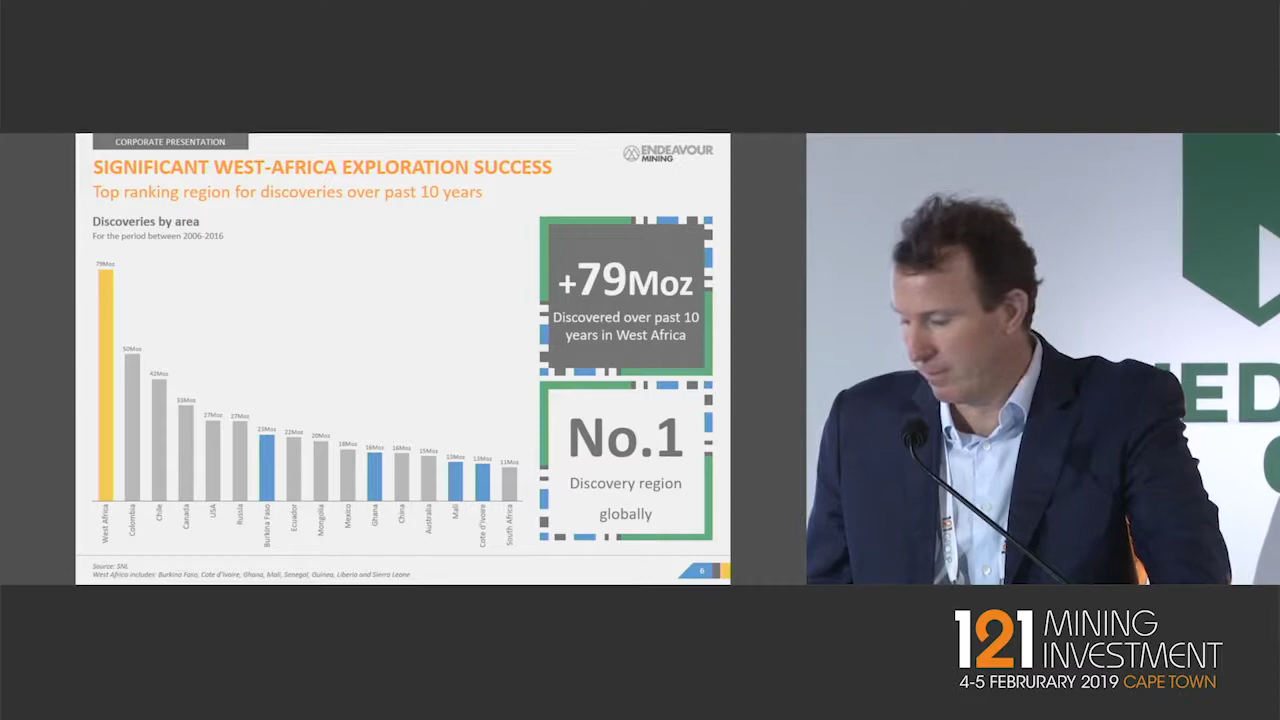 CORPORATE PRESENTATION
SIGNIFICANT WEST-AFRICA EXPLORATION SUCCESS
Top ranking region for discoveries over past 10 years
ENDEAVOUR
MINING
Discoveries by area
For the period between 2006-2016
79Moz
50Moz
42Moz
33Moz
27Moz
27Moz
23Moz
22Moz
20Moz
18Moz
16Moz
16Moz
15Moz
13Moz
13Moz
11Moz
West Africa
Colombia
Chile
Canada
USA
Russia
Burkina Faso
Ecuador
Mongolia
Mexico
Ghana
China
Australia
Mali
Cote d'Ivoire
South Africa
+79Moz
Discovered over past 10
years in West Africa
No.1
Discovery region
globally
Source: SNL
West Africa includes: Burkina Faso, Cote d'Ivoire, Ghana, Mali, Senegal, Guinea, Liberia and Sierra Leone
6
121 MINING
INVESTMENT
4-5 FEBRURARY 2019 CAPE TOWN